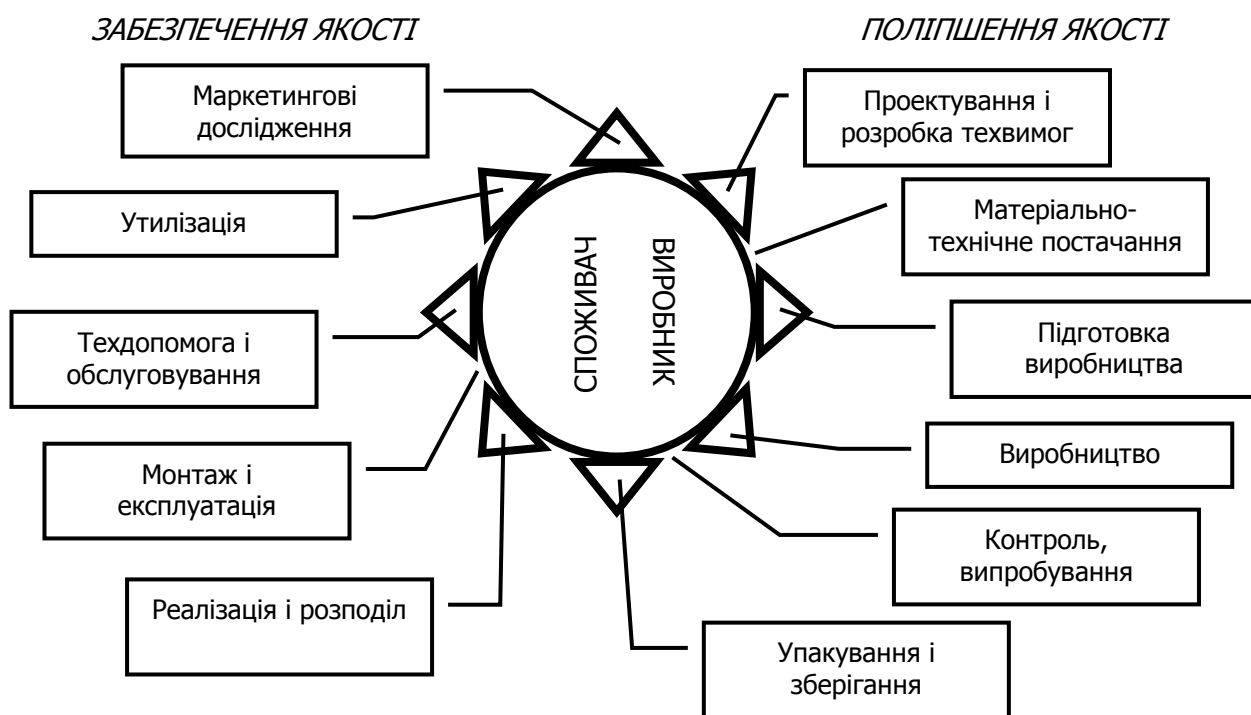 ЗАБЕЗПЕЧЕННЯ ЯКОСТІ
ПОЛІПШЕННЯ ЯКОСТІ
Маркетингові
дослідження
Проектування і
розробка техвимог
Утилізація
Матеріально-
технічне постачання
СПОЖИВАЧ
ВИРОБНИК
Техдопомога і
обслуговування
Підготовка
виробництва
Монтаж і
експлуатація
Виробництво
Контроль,
випробування
Реалізація і розподіл
Упакування і
зберігання